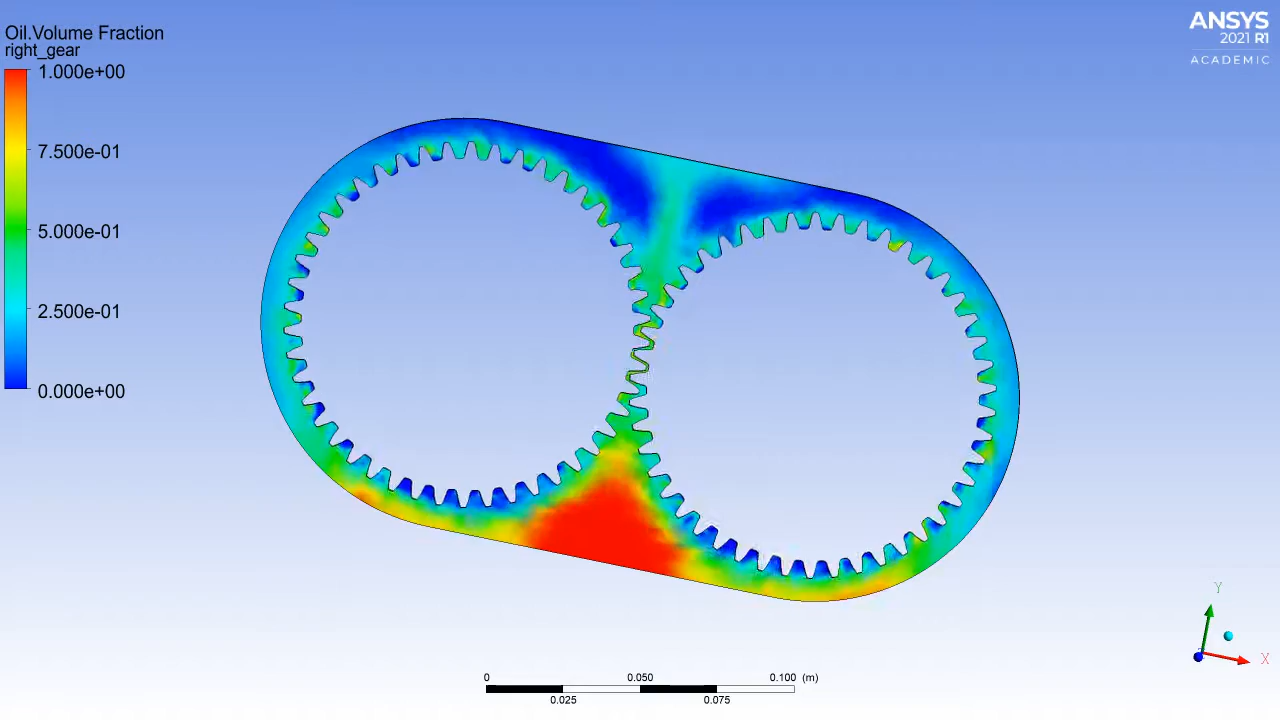 Oil.Volume Fraction
right_gear
1.000e+00
7.500e-01
5.000e-01
2.500e-01
0.000e+00
ANSYS
2021 R1
ACADEMIC
Y
X
0 0.050 0.100 (m)
0.025 0.075